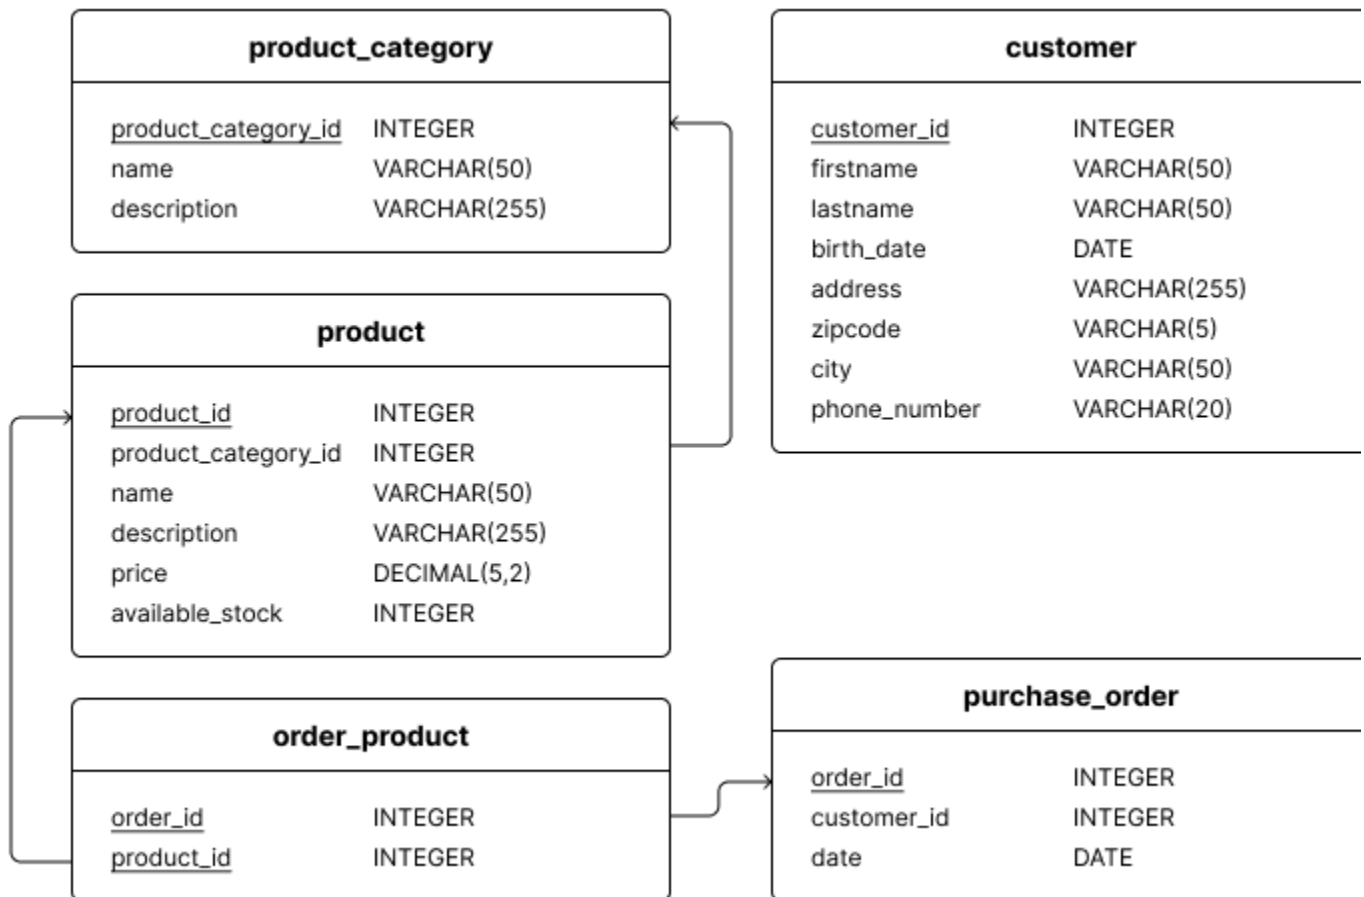 product_category
product_category_id INTEGER
name VARCHAR(50)
description VARCHAR(255)
customer
customer_id INTEGER
firstname VARCHAR(50)
lastname VARCHAR(50)
birth_date DATE
address VARCHAR(255)
zipcode VARCHAR(5)
city VARCHAR(50)
phone_number VARCHAR(20)
product
product_id INTEGER
product_category_id INTEGER
name VARCHAR(50)
description VARCHAR(255)
price DECIMAL(5,2)
available_stock INTEGER
order_product
order_id INTEGER
product_id INTEGER
purchase_order
order_id INTEGER
customer_id INTEGER
date DATE